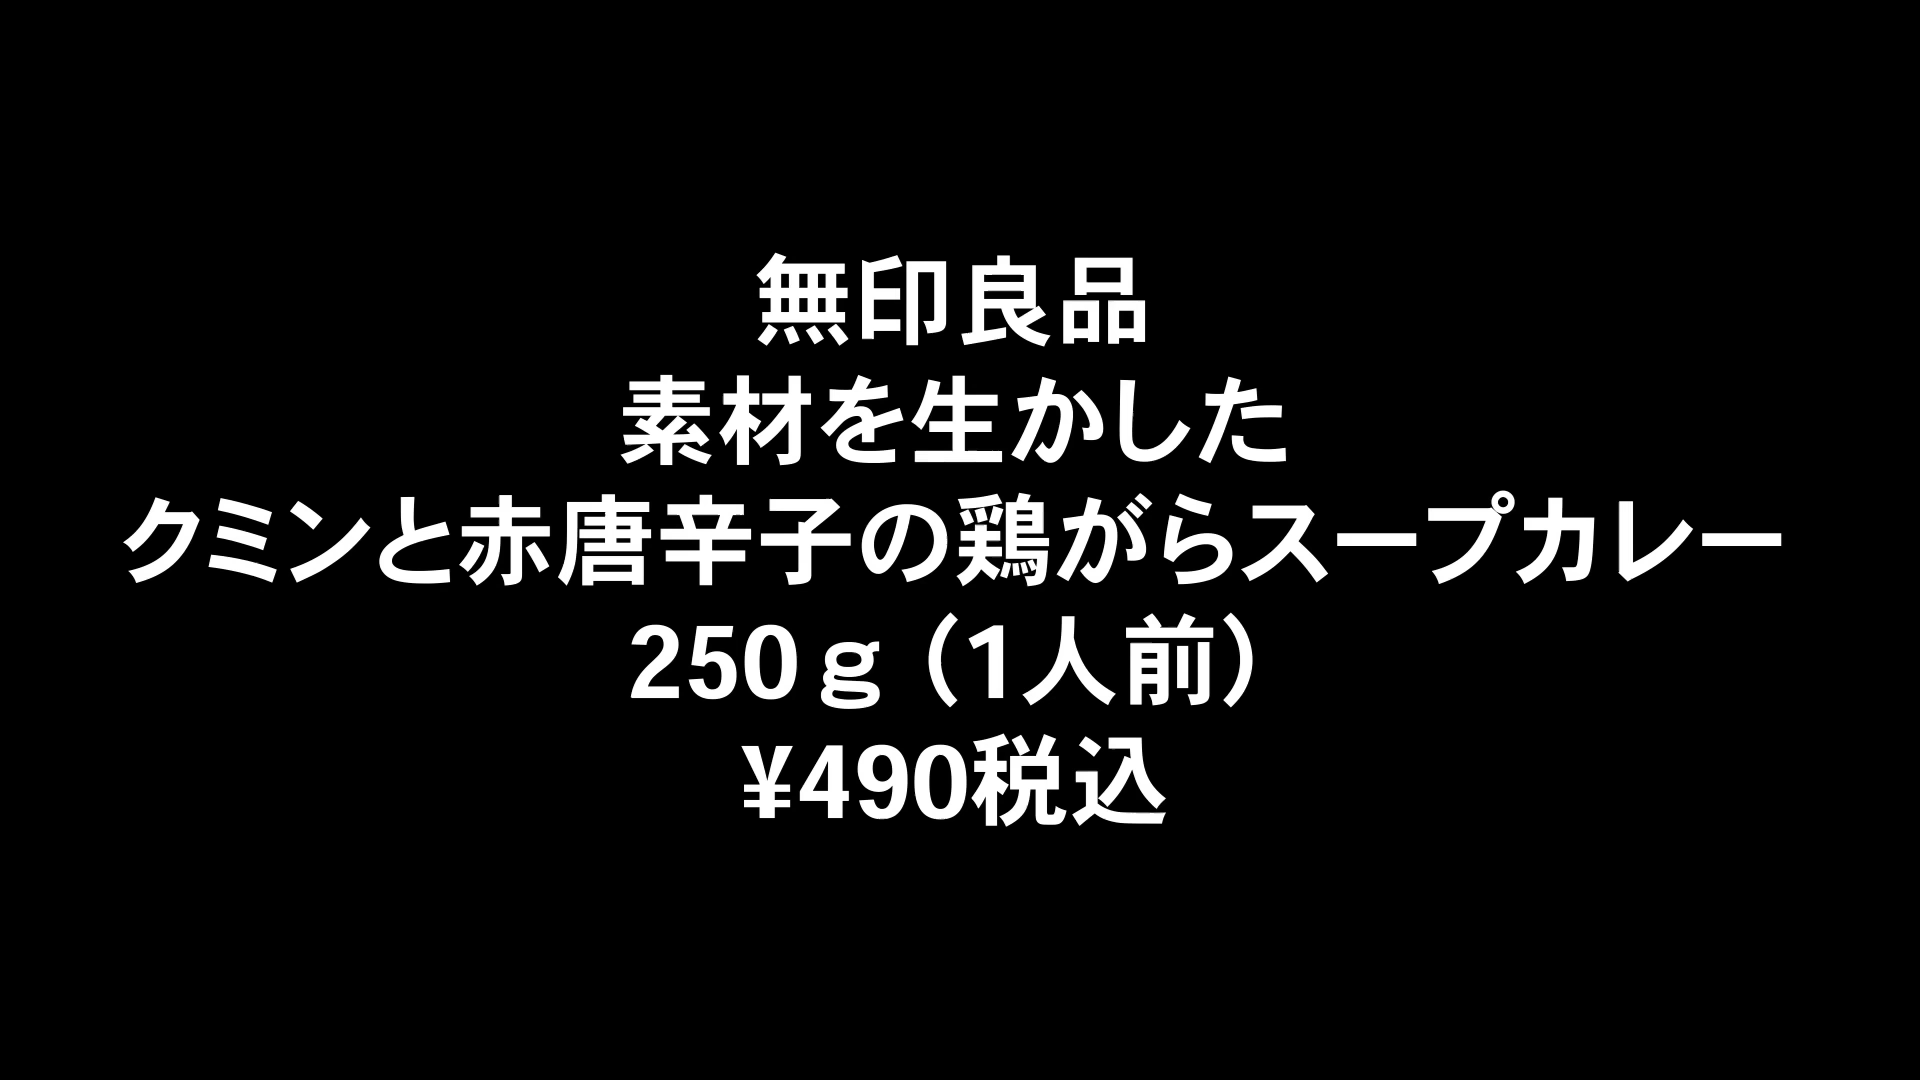 無印良品
素材を生かした
クミンと赤唐辛子の鶏がらスープカレー
250ｇ（1人前）
¥490税込